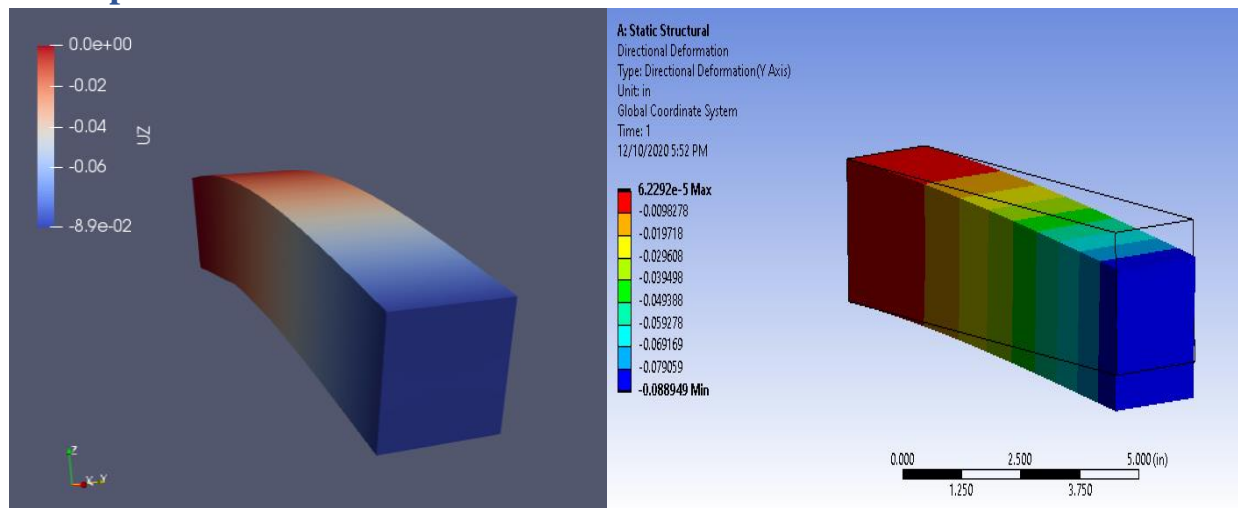 0.0e+00
-0.02
-0.04
-0.06
-8.9e-02
UZ
Z
X
Y
A: Static Structural
Directional Deformation
Type: Directional Deformation(Y Axis)
Unit: in
Global Coordinate System
Time: 1
12/10/2020 5:52 PM
6.2292e-5 Max
-0.0098278
-0.019718
-0.029608
-0.039498
-0.049388
-0.059278
-0.069169
-0.079059
-0.088949 Min
0.000 2.500 5.000 (in)
1.250 3.750